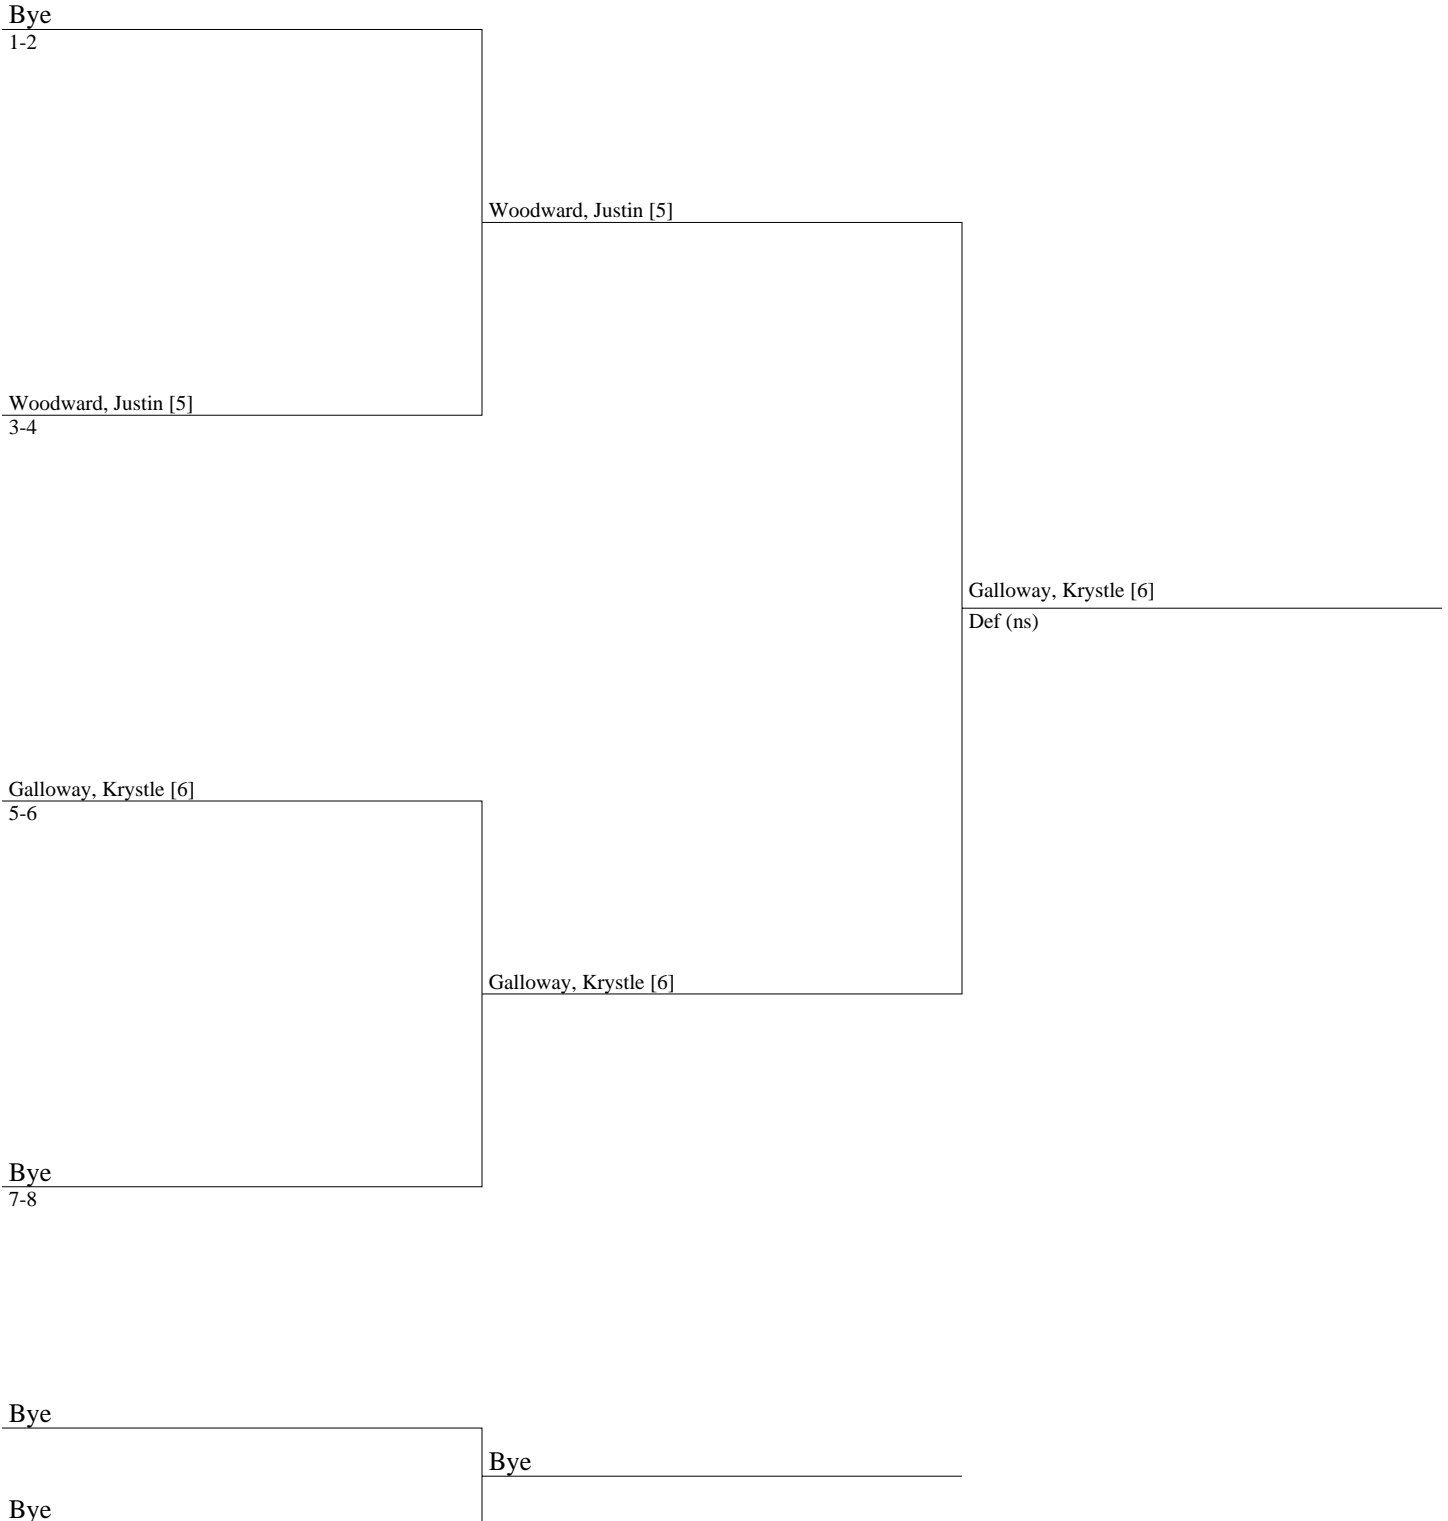 Bye
1-2
Woodward, Justin [5]
Woodward, Justin [5]
3-4
Galloway, Krystle [6]
Def (ns)
Galloway, Krystle [6]
5-6
Galloway, Krystle [6]
Bye
7-8
Bye
Bye
Bye